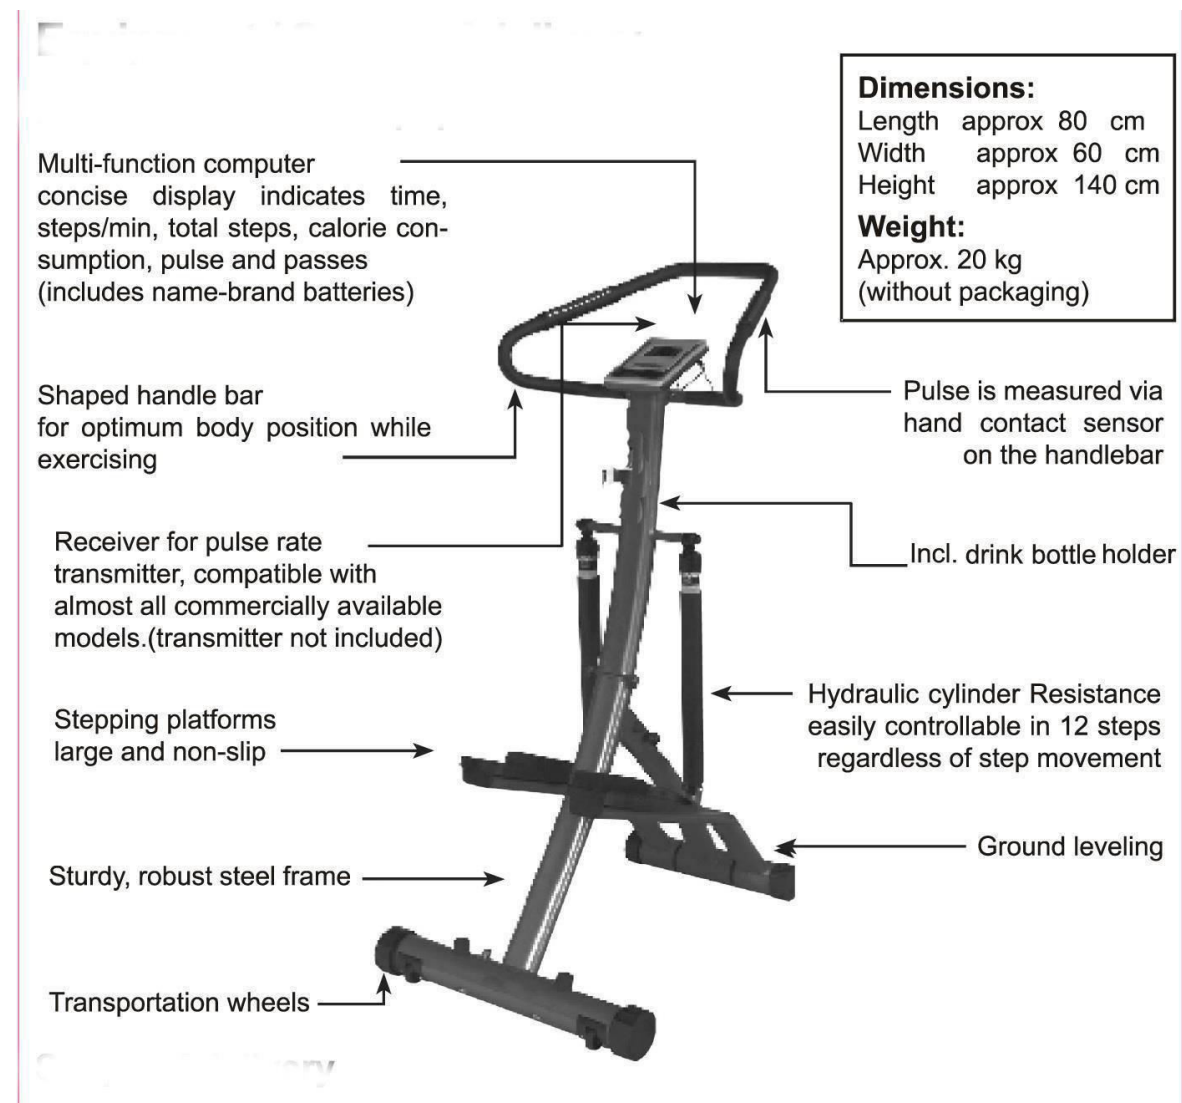 Dimensions:
Length approx 80 cm
Width approx 60 cm
Height approx 140 cm
Weight:
Approx. 20 kg
(without packaging)
Multi-function computer
concise display indicates time,
steps/min, total steps, calorie con-
sumption, pulse and passes
(includes name-brand batteries)
Shaped handle bar
for optimum body position while
exercising
Pulse is measured via
hand contact sensor
on the handlebar
Receiver for pulse rate
transmitter, compatible with
almost all commercially available
models.(transmitter not included)
Incl. drink bottle holder
Stepping platforms
large and non-slip
Hydraulic cylinder Resistance
easily controllable in 12 steps
regardless of step movement
Ground leveling
Sturdy, robust steel frame
Transportation wheels